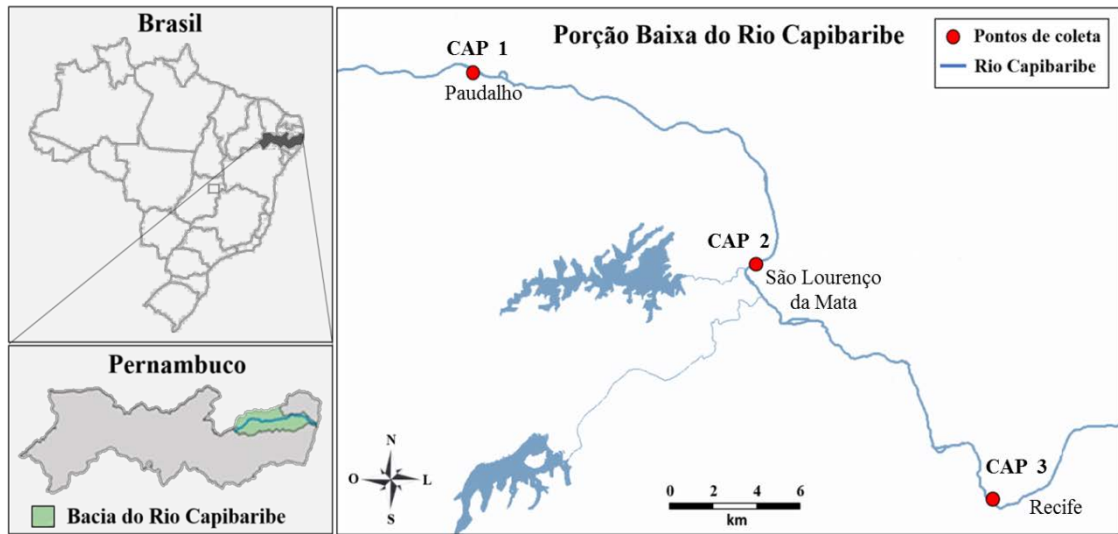 Brasil
Pernambuco
Bacia do Rio Capibaribe
Porção Baixa do Rio Capibaribe
Pontos de coleta
Rio Capibaribe
CAP 1
Paudalho
CAP 2
São Lourenço
da Mata
CAP 3
Recife
N
O L
S
0 2 4 6
km